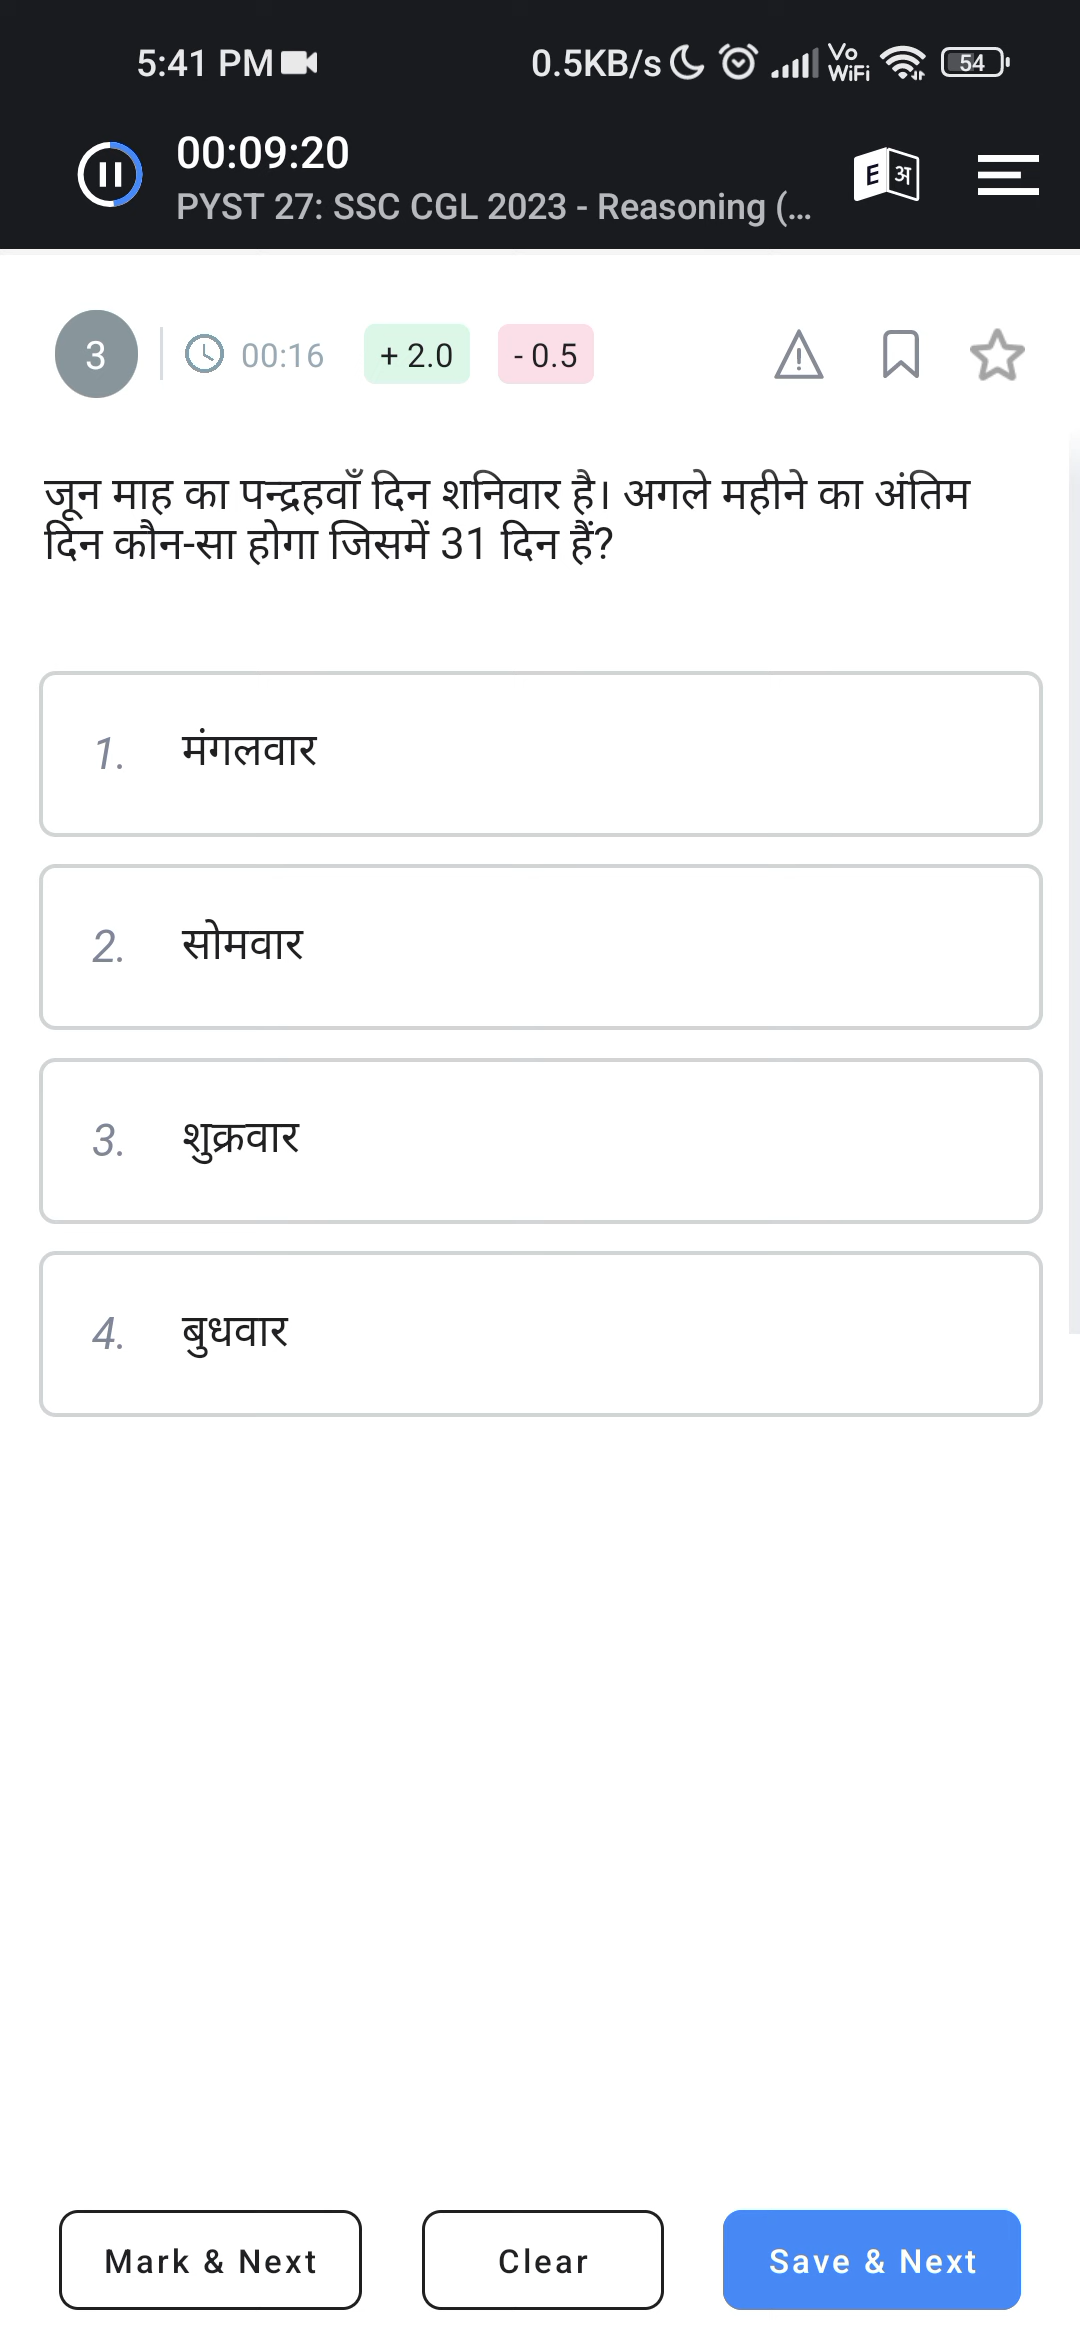 5:41 PM 0.5KB/s Vo WiFi 54
00:09:20
PYST 27: SSC CGL 2023 - Reasoning (...
E अ
3 00:16 + 2.0 - 0.5
जून माह का पन्द्रहवाँ दिन शनिवार है। अगले महीने का अंतिम
दिन कौन-सा होगा जिसमें 31 दिन हैं?
1. मंगलवार
2. सोमवार
3. शुक्रवार
4. बुधवार
Mark & Next Clear Save & Next